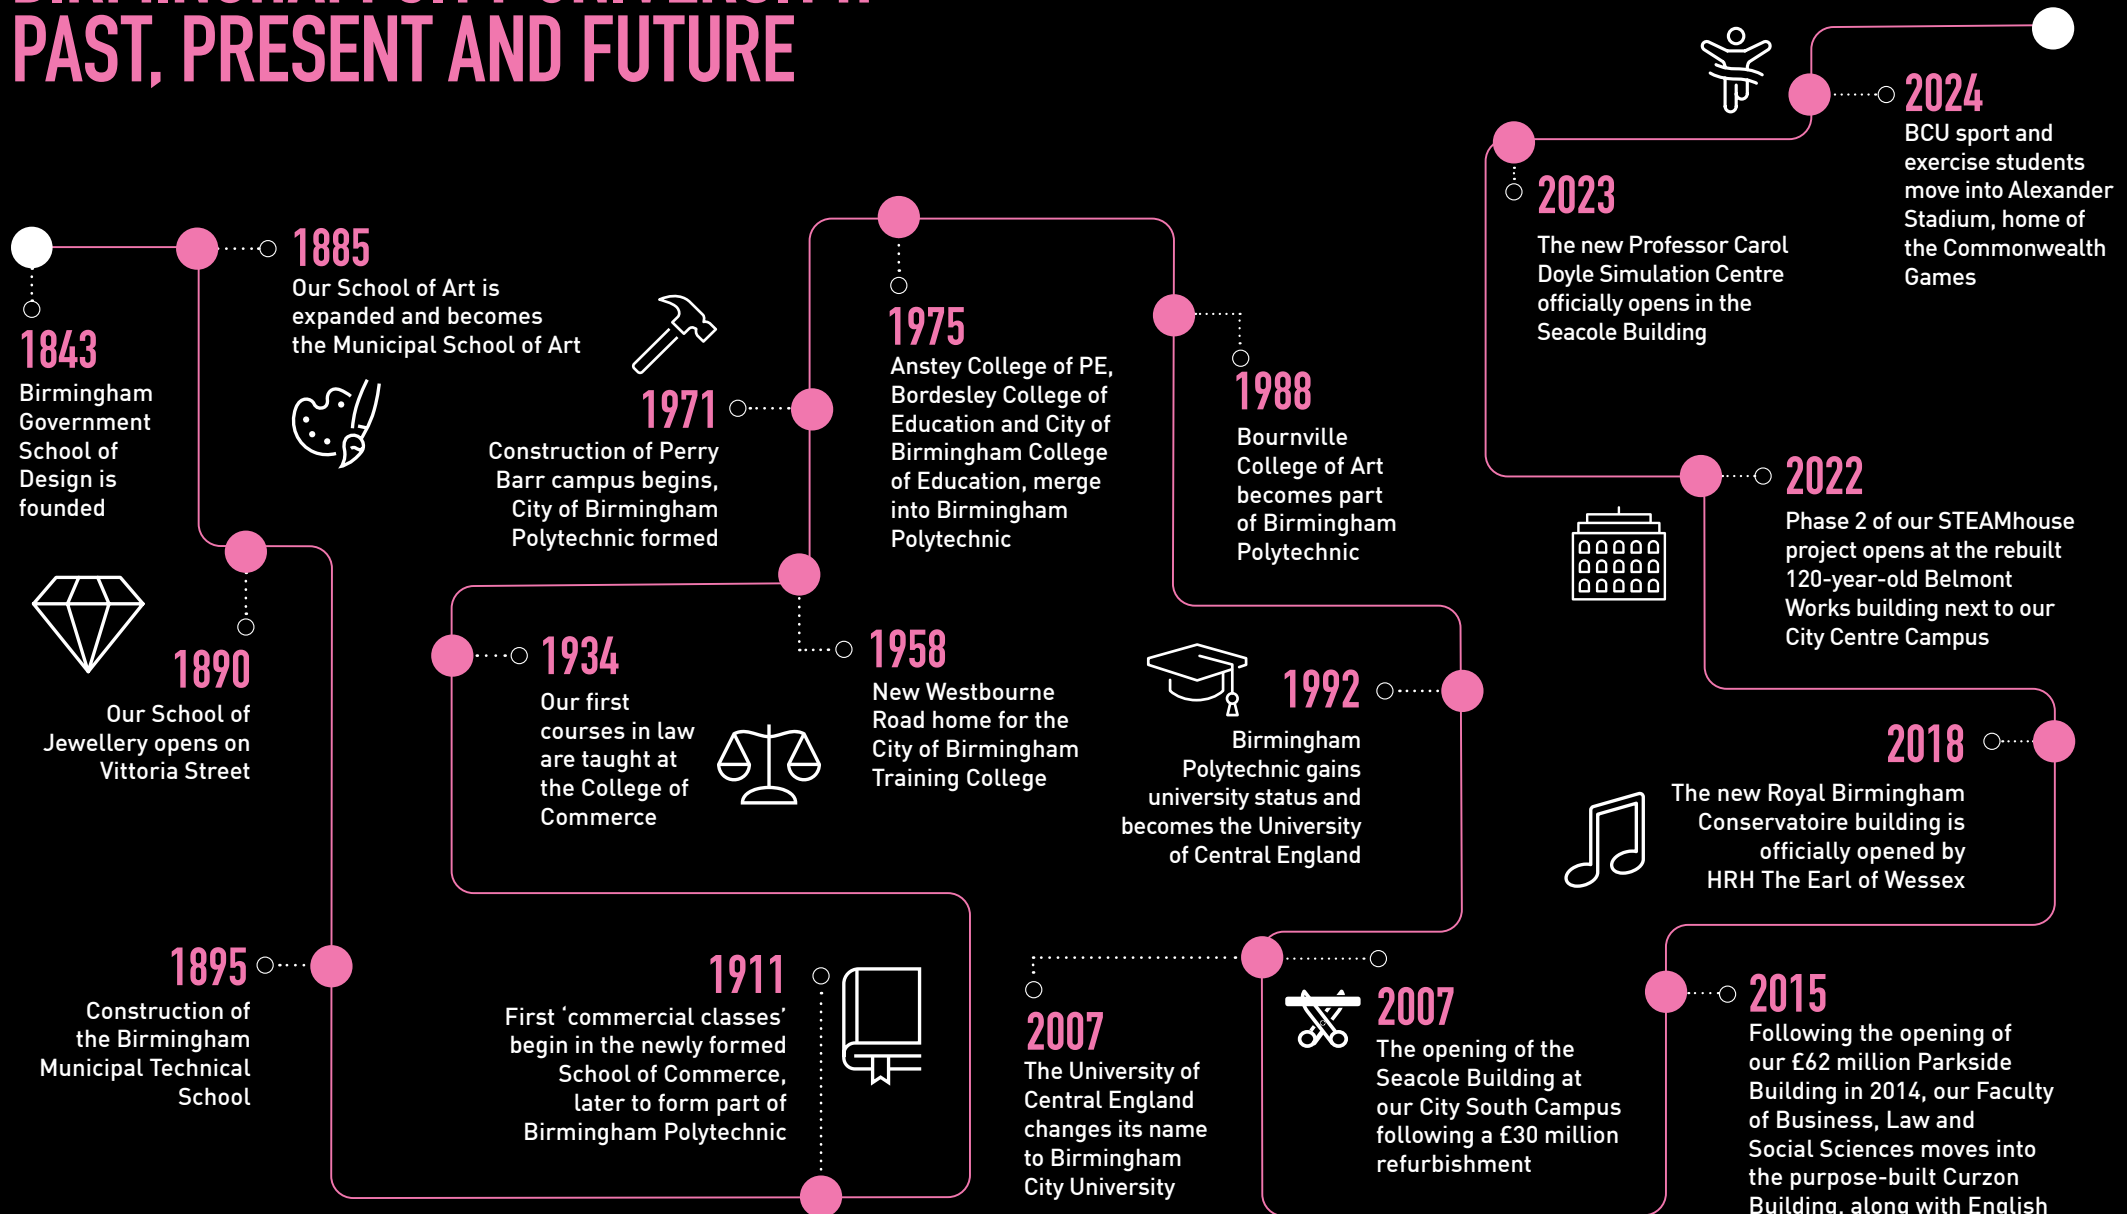 BIRMINGHAM CITY UNIVERSITY:
PAST, PRESENT AND FUTURE
1843
Birmingham
Government
School of
Design is
founded
1885
Our School of Art is
expanded and becomes
the Municipal School of Art
1890
Our School of
Jewellery opens on
Vittoria Street
1895
Construction of
the Birmingham
Municipal Technical
School
1911
First ‘commercial classes’
begin in the newly formed
School of Commerce,
later to form part of
Birmingham Polytechnic
1934
Our first
courses in law
are taught at
the College of
Commerce
1958
New Westbourne
Road home for the
City of Birmingham
Training College
1971
Construction of Perry
Barr campus begins,
City of Birmingham
Polytechnic formed
1975
Anstey College of PE,
Bordesley College of
Education and City of
Birmingham College
of Education, merge
into Birmingham
Polytechnic
1988
Bournville
College of Art
becomes part
of Birmingham
Polytechnic
1992
Birmingham
Polytechnic gains
university status and
becomes the University
of Central England
2007
The University of
Central England
changes its name
to Birmingham
City University
2007
The opening of the
Seacole Building at
our City South Campus
following a £30 million
refurbishment
2015
Following the opening of
our £62 million Parkside
Building in 2014, our Faculty
of Business, Law and
Social Sciences moves into
the purpose-built Curzon
Building, along with English
2018
The new Royal Birmingham
Conservatoire building is
officially opened by
HRH The Earl of Wessex
2022
Phase 2 of our STEAMhouse
project opens at the rebuilt
120-year-old Belmont
Works building next to our
City Centre Campus
2023
The new Professor Carol
Doyle Simulation Centre
officially opens in the
Seacole Building
2024
BCU sport and
exercise students
move into Alexander
Stadium, home of
the Commonwealth
Games